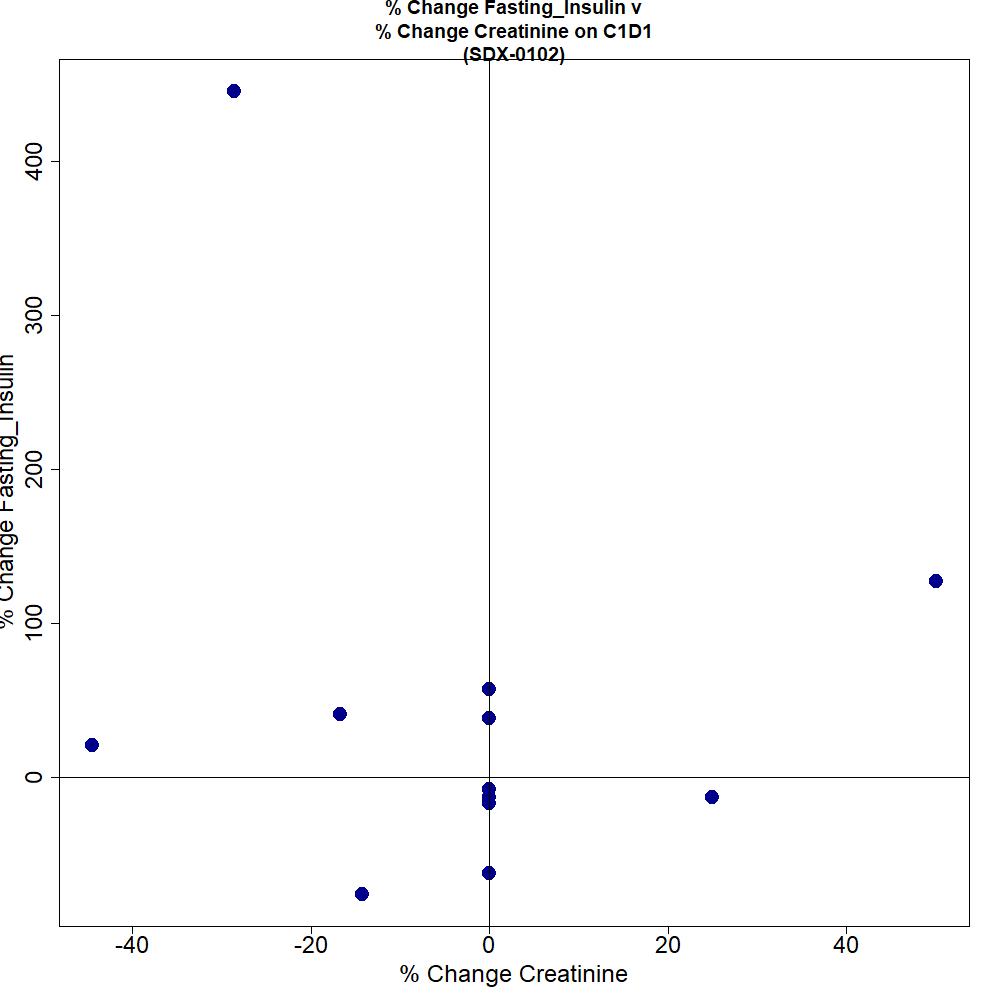 % Change Fasting_Insulin v
% Change Creatinine on C1D1
(SDX-0102)
% Change Fasting_Insulin
400
300
200
100
0
-40
-20
0
20
40
% Change Creatinine